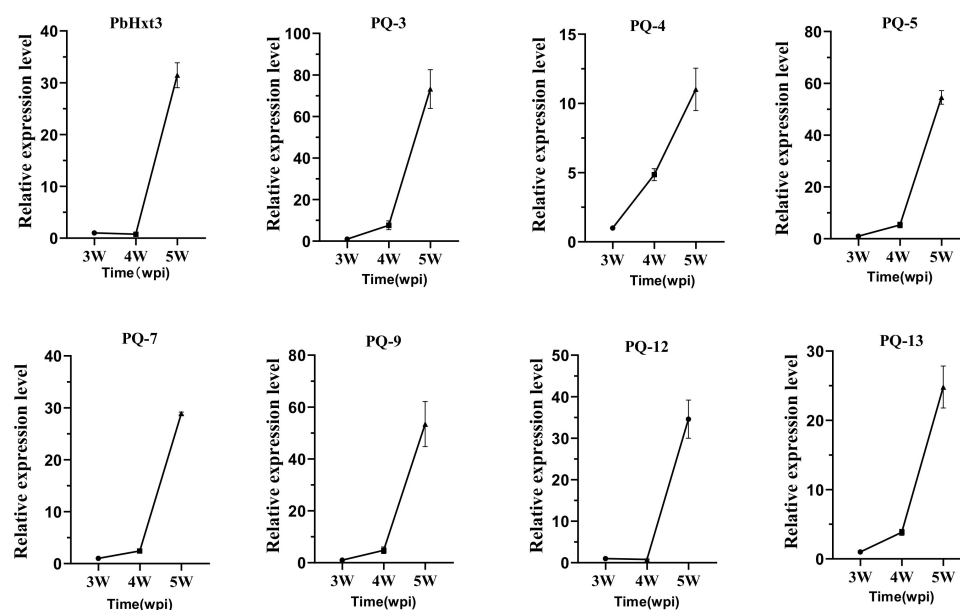 PbHxt3
Relative expression level
40
30
20
10
0
3W 4W 5W
Time(wpi)
PQ-3
Relative expression level
100
80
60
40
20
10
0
3W 4W 5W
Time(wpi)
PQ-4
Relative expression level
15
10
5
0
3W 4W 5W
Time(wpi)
PQ-5
Relative expression level
80
60
40
20
0
3W 4W 5W
Time(wpi)
PQ-7
Relative expression level
40
30
20
10
0
3W 4W 5W
Time(wpi)
PQ-9
Relative expression level
80
60
40
20
0
3W 4W 5W
Time(wpi)
PQ-12
Relative expression level
50
40
35
30
20
10
0
3W 4W 5W
Time(wpi)
PQ-13
Relative expression level
30
20
10
0
3W 4W 5W
Time(wpi)